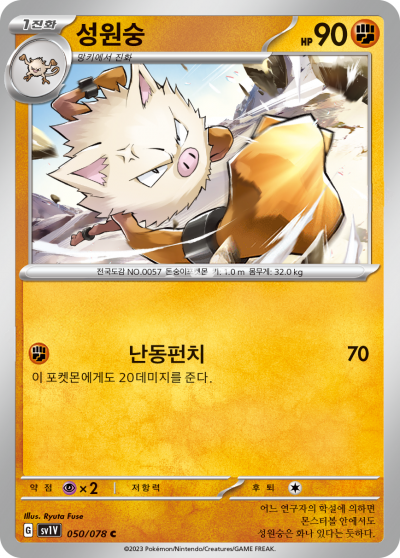 1진화 성원숭 HP 90
망키에서 진화
전국도감 NO.0057 돈숭이포켓몬 키: 1.0 m 몸무게: 32.0 kg
난동펀치 70
이 포켓몬에게도 20데미지를 준다.
약점 ×2 저항력 후퇴
Illus. Ryuta Fuse
G sv1V 050/078 C
어느 연구자의 학설에 의하면
몬스터볼 안에서도
성원숭은 화나 있다는 듯하다.
©2023 Pokémon/Nintendo/Creatures/GAME FREAK.